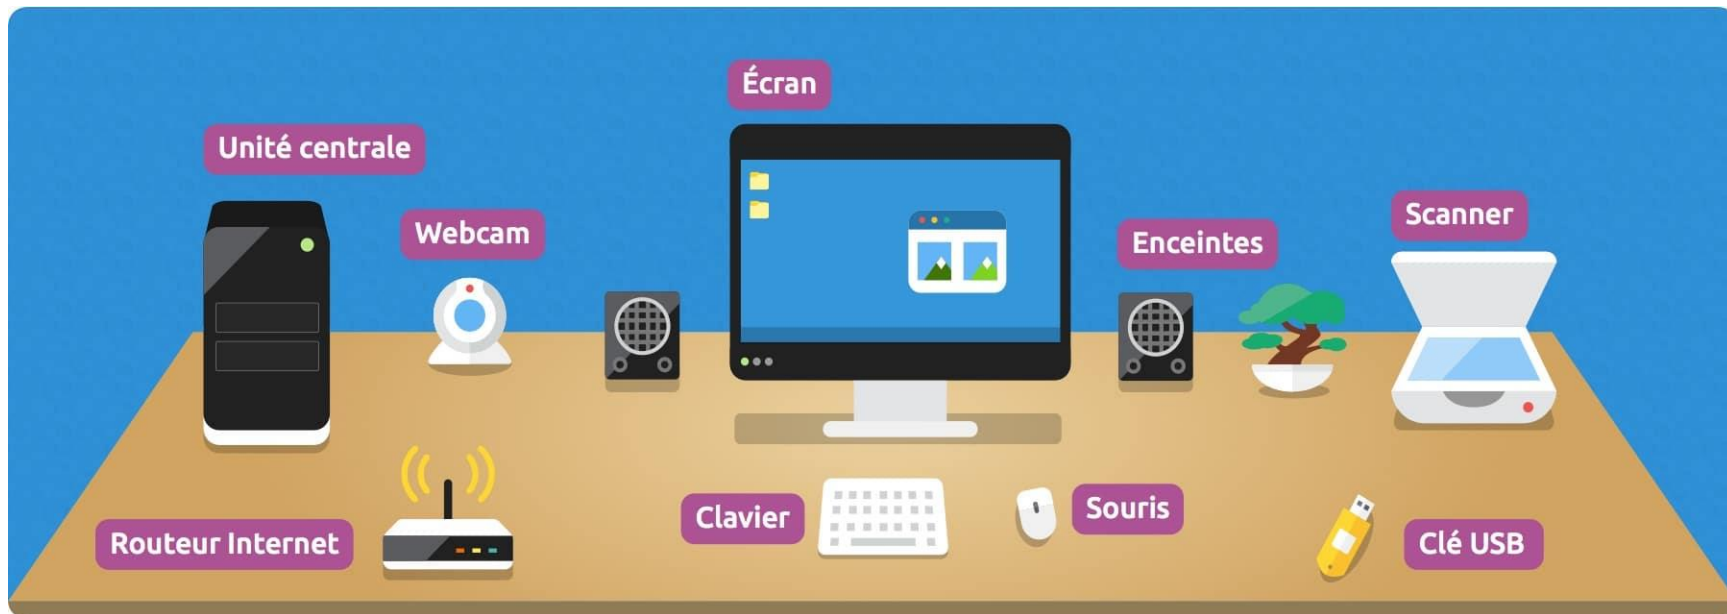 Écran
Unité centrale
Webcam
Enceintes
Scanner
Routeur Internet
Clavier
Souris
Clé USB